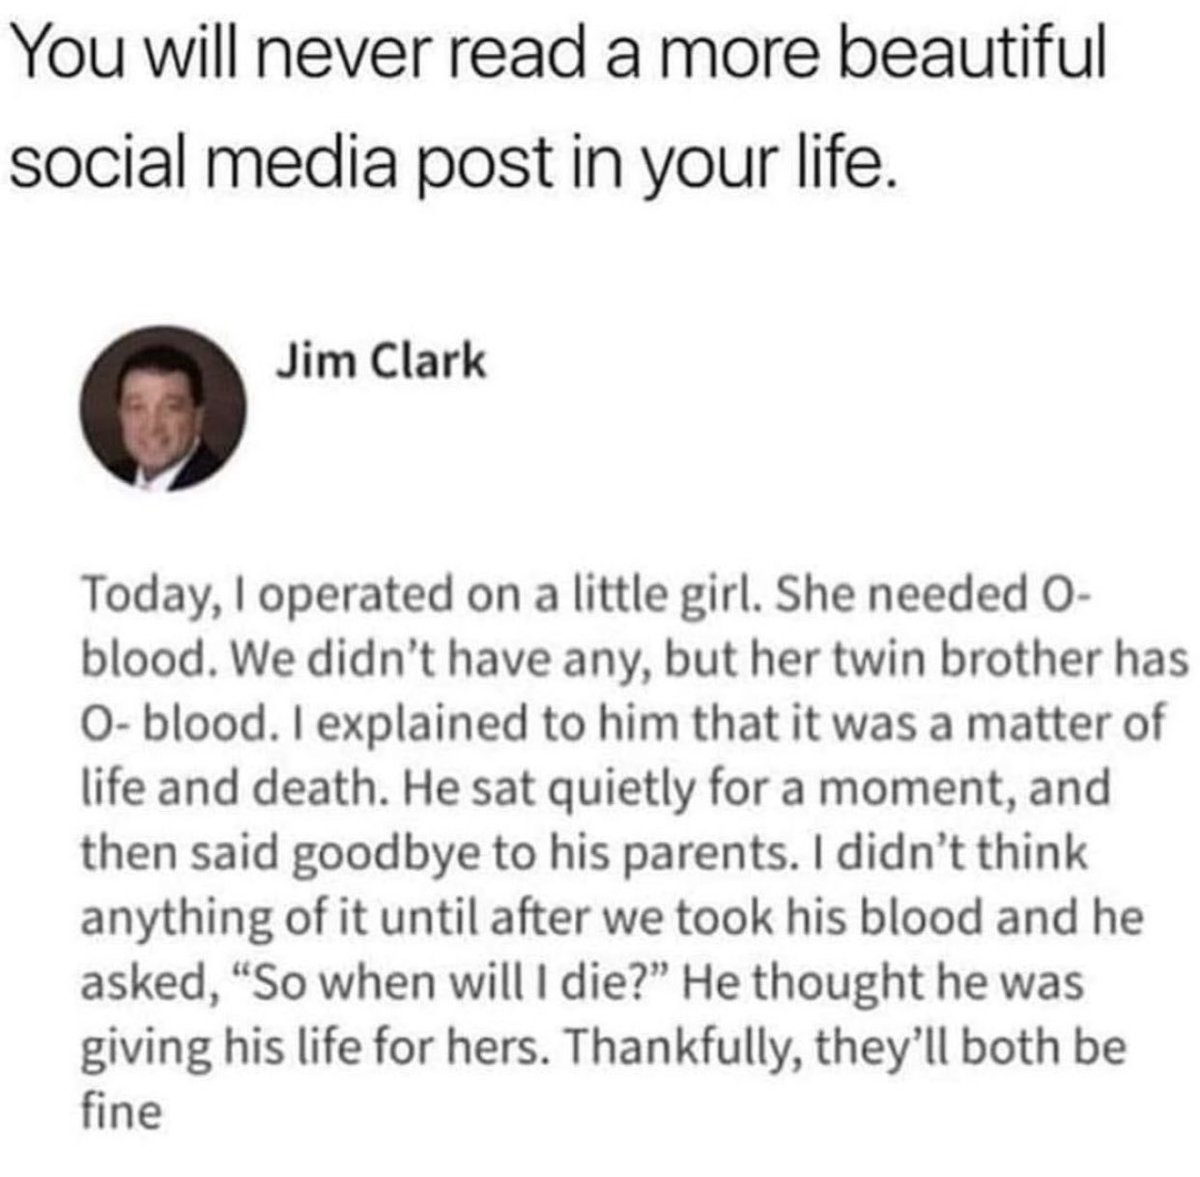 You will never read a more beautiful
social media post in your life.
Jim Clark
Today, I operated on a little girl. She needed O-
blood. We didn't have any, but her twin brother has
O- blood. I explained to him that it was a matter of
life and death. He sat quietly for a moment, and
then said goodbye to his parents. I didn't think
anything of it until after we took his blood and he
asked, “So when will I die?” He thought he was
giving his life for hers. Thankfully, they'll both be
fine